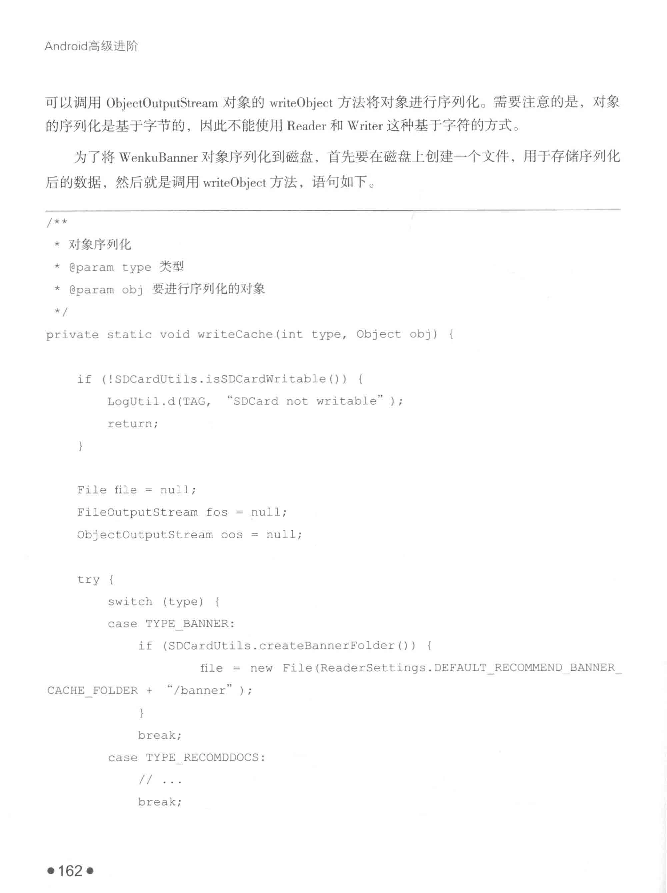 Android高级进阶
可以调用 ObjectOutputStream 对象的 writeObject 方法将对象进行序列化。需要注意的是，对象
的序列化是基于字节的，因此不能使用 Reader 和 Writer 这种基于字符的方式。
为了将 WenkuBanner 对象序列化到磁盘，首先要在磁盘上创建一个文件，用于存储序列化
后的数据，然后就是调用 writeObject 方法，语句如下。
/**
* 对象序列化
* @param type 类型
* @param obj 要进行序列化的对象
*/
private static void writeCache(int type, Object obj) {
if (!SDCardUtils.isSDCardWritable()) {
LogUtil.d(TAG, “SDCard not writable”);
return;
}
File file = null;
FileOutputStream fos = null;
ObjectOutputStream oos = null;
try {
switch (type) {
case TYPE_BANNER:
if (SDCardUtils.createBannerFolder()) {
file = new File(ReaderSettings.DEFAULT_RECOMMEND_BANNER_
CACHE_FOLDER + “/banner”);
}
break;
case TYPE_RECOMDDOCS:
// ...
break;
●162●